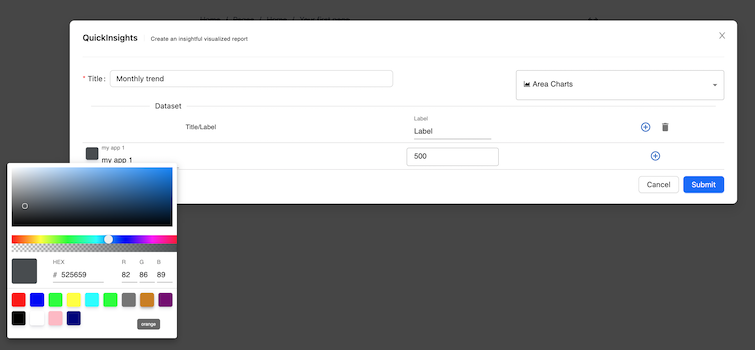 QuickInsights Create an insightful visualized report
* Title : Monthly trend
Area Charts
Dataset
Title/Label
Label
Label
my app 1
my app 1
500
Cancel Submit
HEX R G B
# 525659 82 86 89
orange